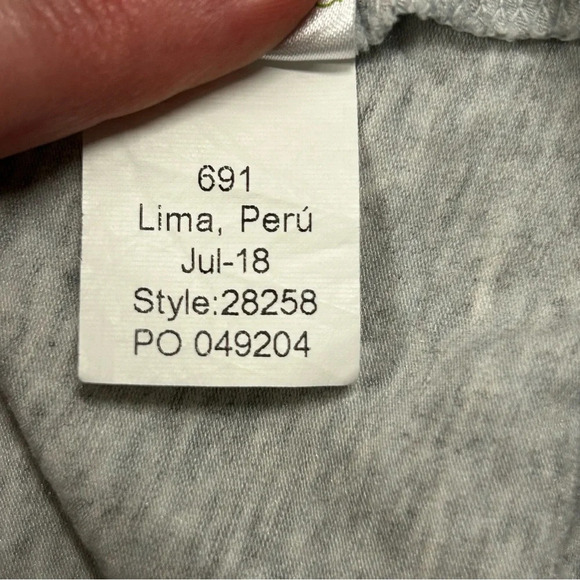 691
Lima, Perú
Jul-18
Style:28258
PO 049204